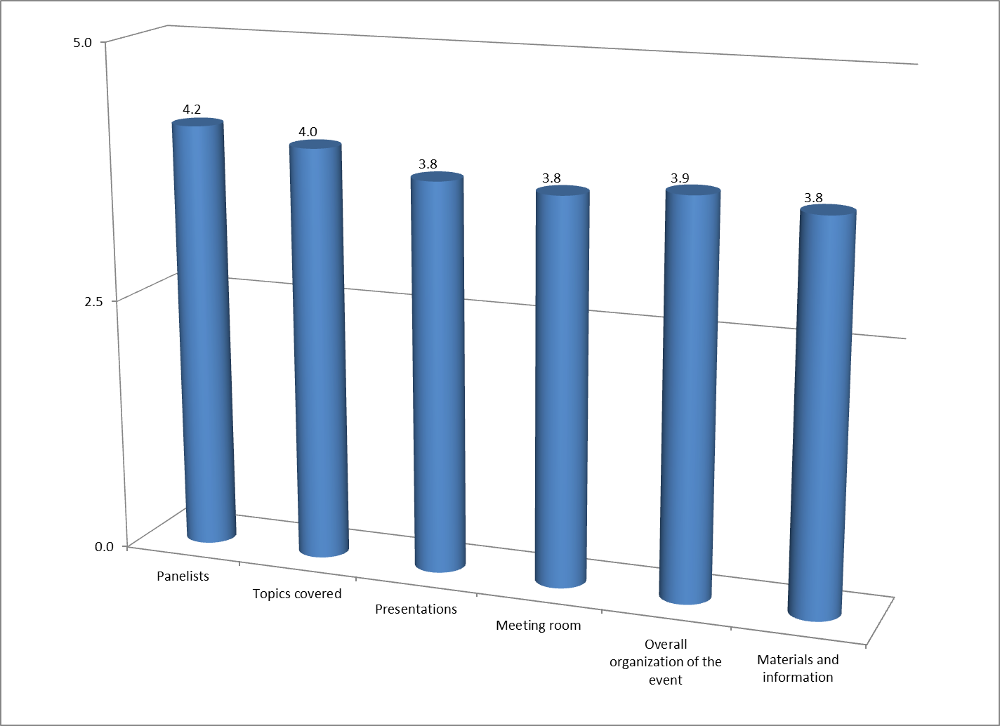 5.0
4.2
4.0
3.8
3.8
3.9
3.8
2.5
0.0
Panelists
Topics covered
Presentations
Meeting room
Overall
organization of the
event
Materials and
information